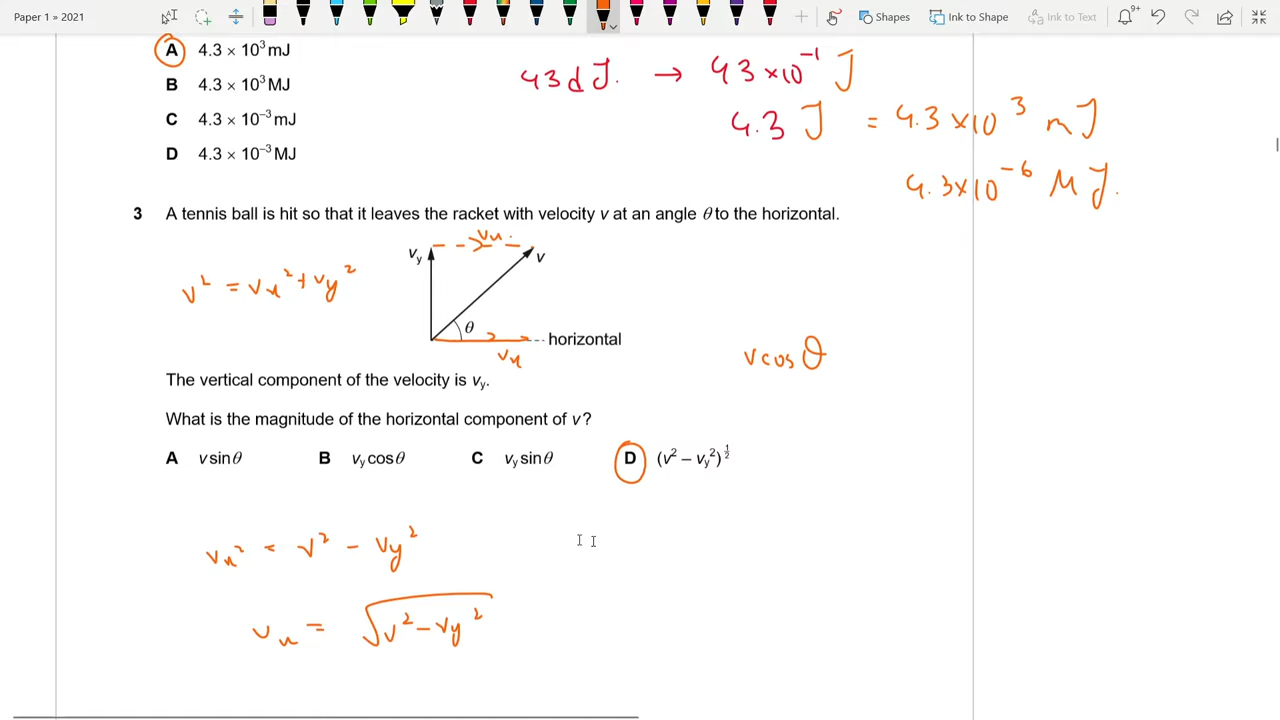 Paper 1 » 2021
Shapes
Ink to Shape
Ink to Text
9+
A 4.3 × 10³ mJ
B 4.3 × 10³ MJ
C 4.3 × 10⁻³ mJ
D 4.3 × 10⁻³ MJ
43 dJ. → 43 × 10⁻¹ J
4.3 J = 4.3 × 10³ mJ
4.3 × 10⁻⁶ MJ.
3 A tennis ball is hit so that it leaves the racket with velocity v at an angle θ to the horizontal.
v² = vx² + vy²
vy
vx
v
θ
horizontal
vx
v cos θ
The vertical component of the velocity is vy.
What is the magnitude of the horizontal component of v?
A v sin θ B vy cos θ C vy sin θ D (v² – vy²)^½
vx² = v² – vy²
vx = √(v² – vy²)